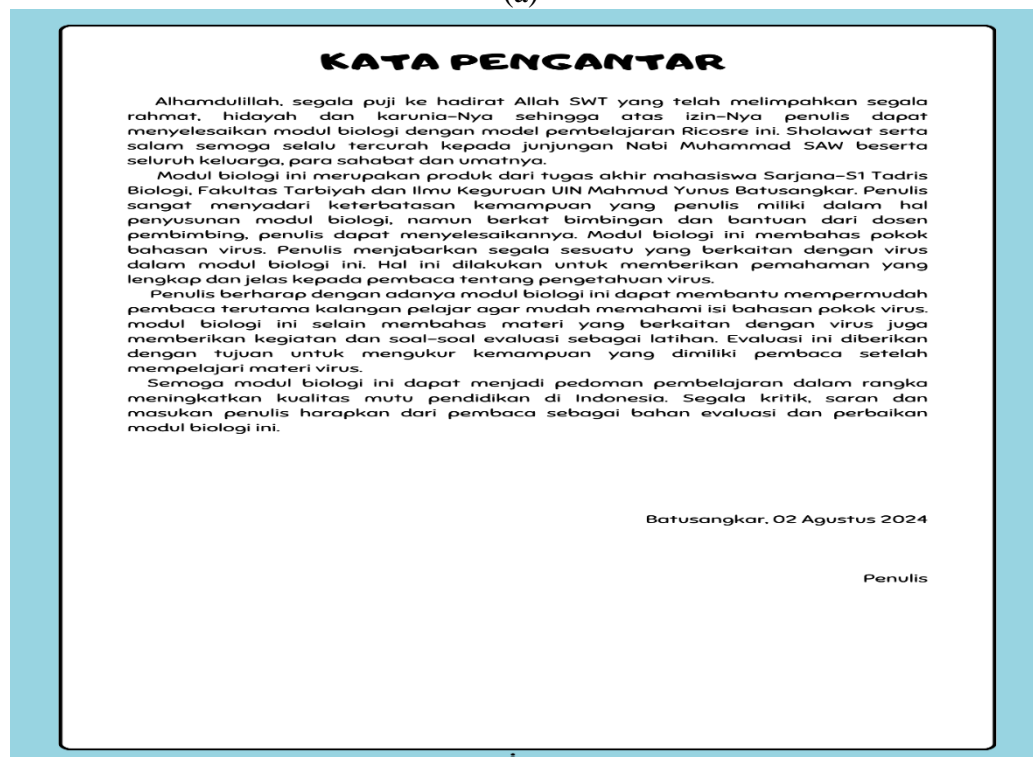 (a)
KATA PENGANTAR
Alhamdulillah, segala puji ke hadirat Allah SWT yang telah melimpahkan segala
rahmat, hidayah dan karunia-Nya sehingga atas izin-Nya penulis dapat
menyelesaikan modul biologi dengan model pembelajaran Ricosre ini. Sholawat serta
salam semoga selalu tercurah kepada junjungan Nabi Muhammad SAW beserta
seluruh keluarga, para sahabat dan umatnya.
Modul biologi ini merupakan produk dari tugas akhir mahasiswa Sarjana-S1 Tadris
Biologi, Fakultas Tarbiyah dan Ilmu Keguruan UIN Mahmud Yunus Batusangkar. Penulis
sangat menyadari keterbatasan kemampuan yang penulis miliki dalam hal
penyusunan modul biologi, namun berkat bimbingan dan bantuan dari dosen
pembimbing, penulis dapat menyelesaikannya. Modul biologi ini membahas pokok
bahasan virus. Penulis menjabarkan segala sesuatu yang berkaitan dengan virus
dalam modul biologi ini. Hal ini dilakukan untuk memberikan pemahaman yang
lengkap dan jelas kepada pembaca tentang pengetahuan virus.
Penulis berharap dengan adanya modul biologi ini dapat membantu mempermudah
pembaca terutama kalangan pelajar agar mudah memahami isi bahasan pokok virus.
modul biologi ini selain membahas materi yang berkaitan dengan virus juga
memberikan kegiatan dan soal-soal evaluasi sebagai latihan. Evaluasi ini diberikan
dengan tujuan untuk mengukur kemampuan yang dimiliki pembaca setelah
mempelajari materi virus.
Semoga modul biologi ini dapat menjadi pedoman pembelajaran dalam rangka
meningkatkan kualitas mutu pendidikan di Indonesia. Segala kritik, saran dan
masukan penulis harapkan dari pembaca sebagai bahan evaluasi dan perbaikan
modul biologi ini.
Batusangkar, 02 Agustus 2024
Penulis